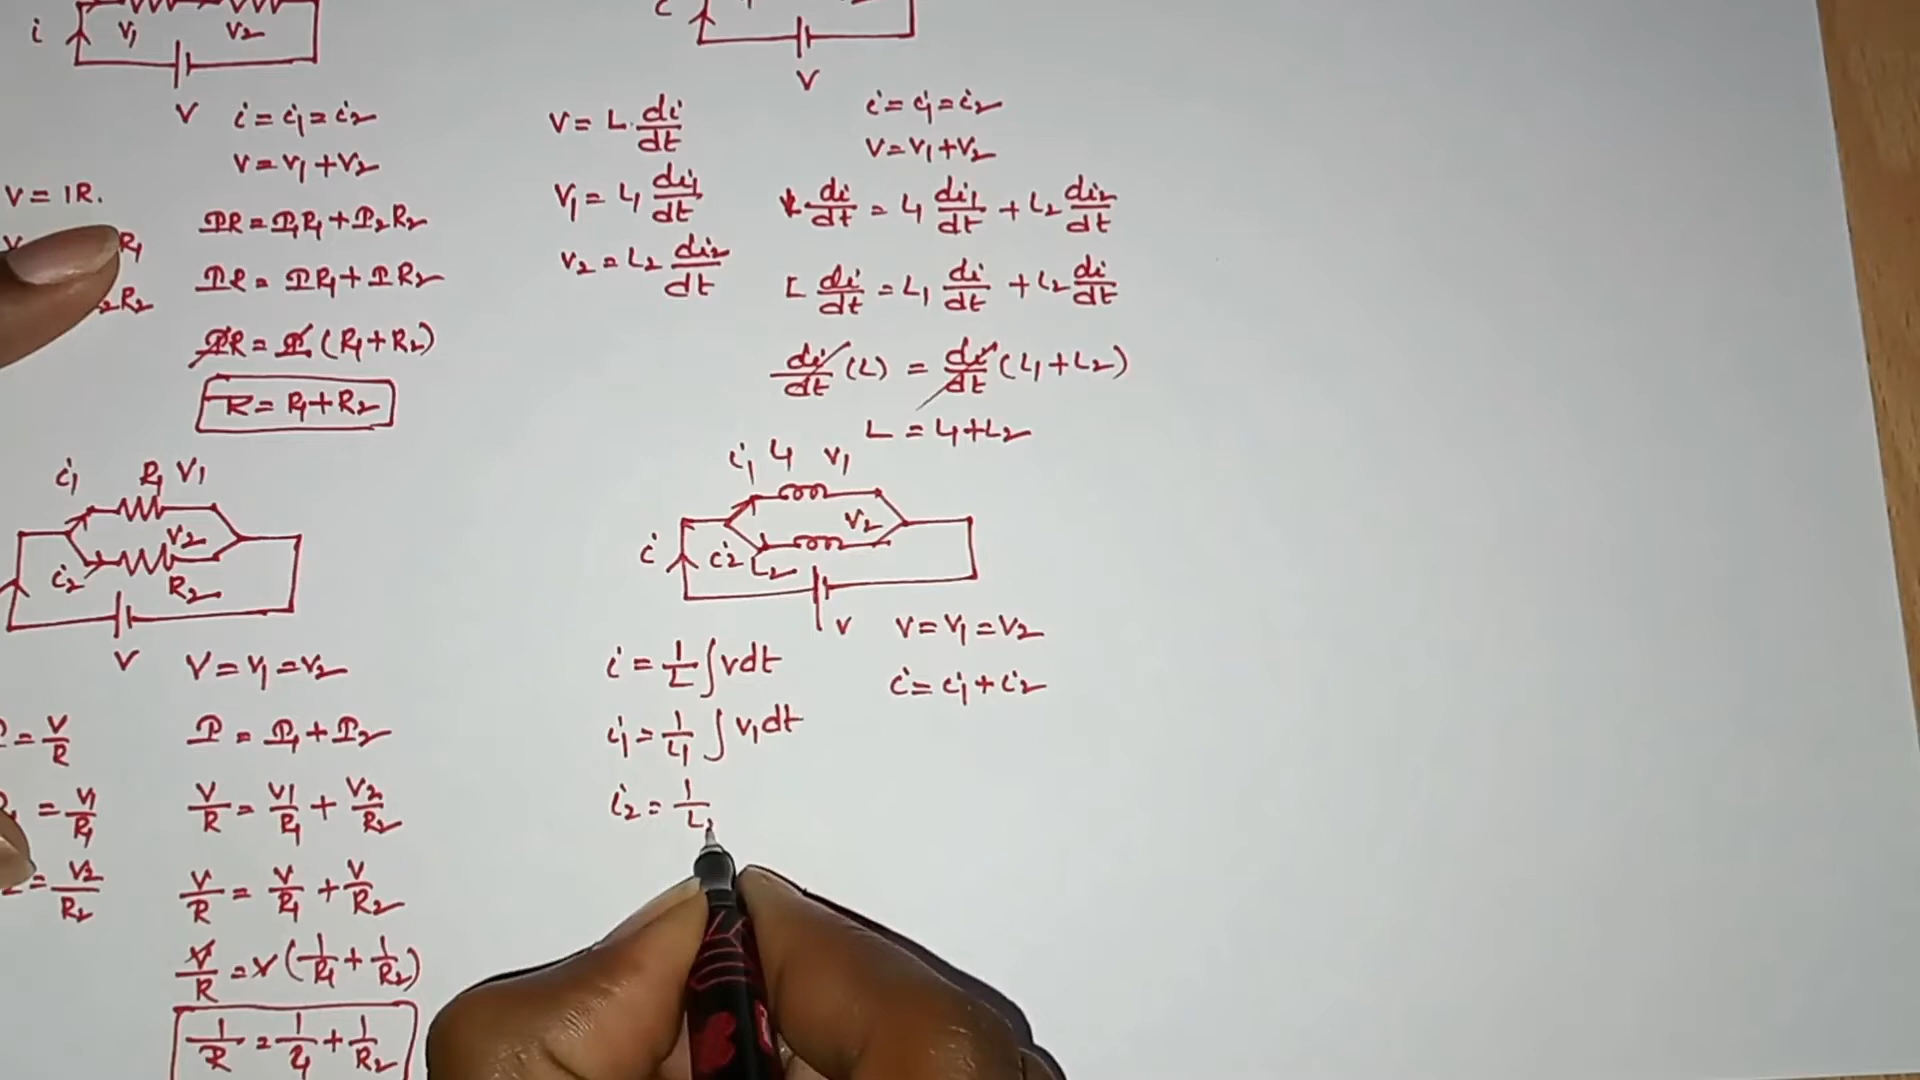 i V₁ V₂
V
i = i₁ = i₂
V = V₁ + V₂
V = IR.
R₁
₂R₂
IR = I₁R₁ + I₂R₂
IR = IR₁ + IR₂
IR = I (R₁ + R₂)
R = R₁ + R₂
i₁ R₁ V₁
V₂
i₂ R₂
V
V = V₁ = V₂
I = I₁ + I₂
= V/R
= V₁/R₁
= V₂/R₂
V/R = V₁/R₁ + V₂/R₂
V/R = V/R₁ + V/R₂
V/R = V (1/R₁ + 1/R₂)
1/R = 1/R₁ + 1/R₂
i
V
i = i₁ = i₂
V = V₁ + V₂
V = L. di/dt
V₁ = L₁ di₁/dt
V₂ = L₂ di₂/dt
L. di/dt = L₁ di₁/dt + L₂ di₂/dt
L di/dt = L₁ di/dt + L₂ di/dt
di/dt (L) = di/dt (L₁ + L₂)
L = L₁ + L₂
i₁ L₁ V₁
V₂
i i₂ L₂
V
V = V₁ = V₂
i = i₁ + i₂
i = 1/L ∫ v dt
i₁ = 1/L₁ ∫ v₁ dt
i₂ = 1/L₂